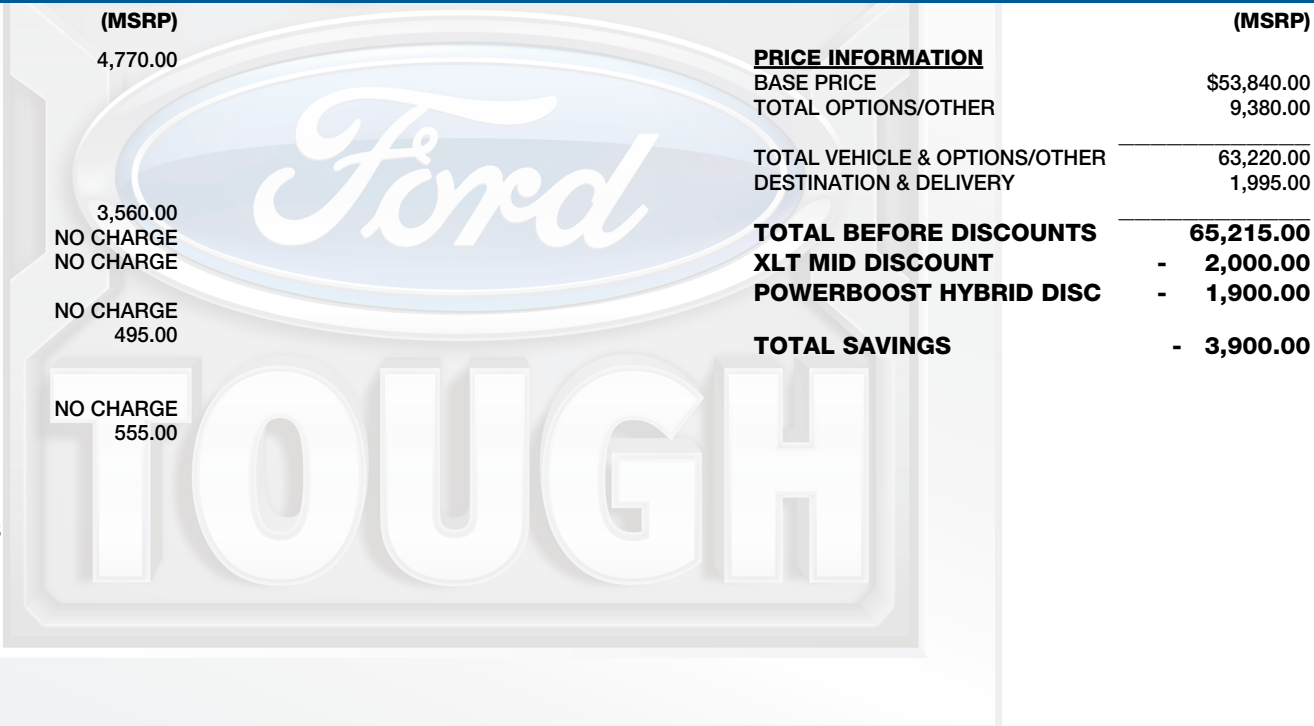 (MSRP)
4,770.00
3,560.00
NO CHARGE
NO CHARGE
NO CHARGE
495.00
NO CHARGE
555.00
Ford
TOUGH
(MSRP)
PRICE INFORMATION
BASE PRICE $53,840.00
TOTAL OPTIONS/OTHER 9,380.00
TOTAL VEHICLE & OPTIONS/OTHER 63,220.00
DESTINATION & DELIVERY 1,995.00
TOTAL BEFORE DISCOUNTS 65,215.00
XLT MID DISCOUNT - 2,000.00
POWERBOOST HYBRID DISC - 1,900.00
TOTAL SAVINGS - 3,900.00